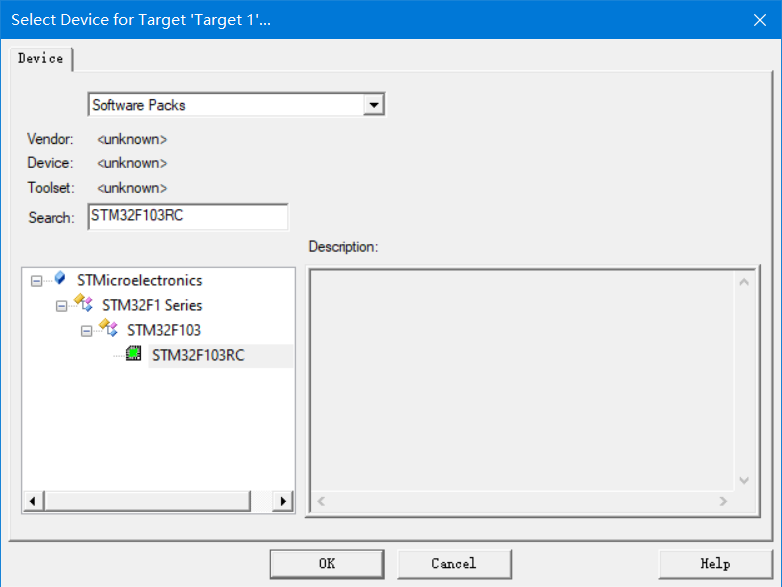 Select Device for Target 'Target 1'...
Device
Software Packs
Vendor: <unknown>
Device: <unknown>
Toolset: <unknown>
Search: STM32F103RC
Description:
STMicroelectronics
STM32F1 Series
STM32F103
STM32F103RC
OK Cancel Help